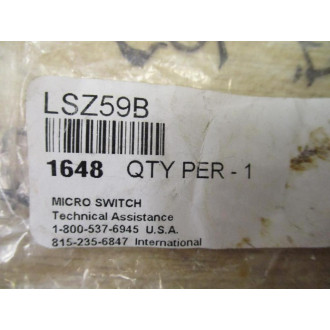 LSZ59B
1648 QTY PER - 1
MICRO SWITCH
Technical Assistance
1-800-537-6945 U.S.A.
815-235-6847 International